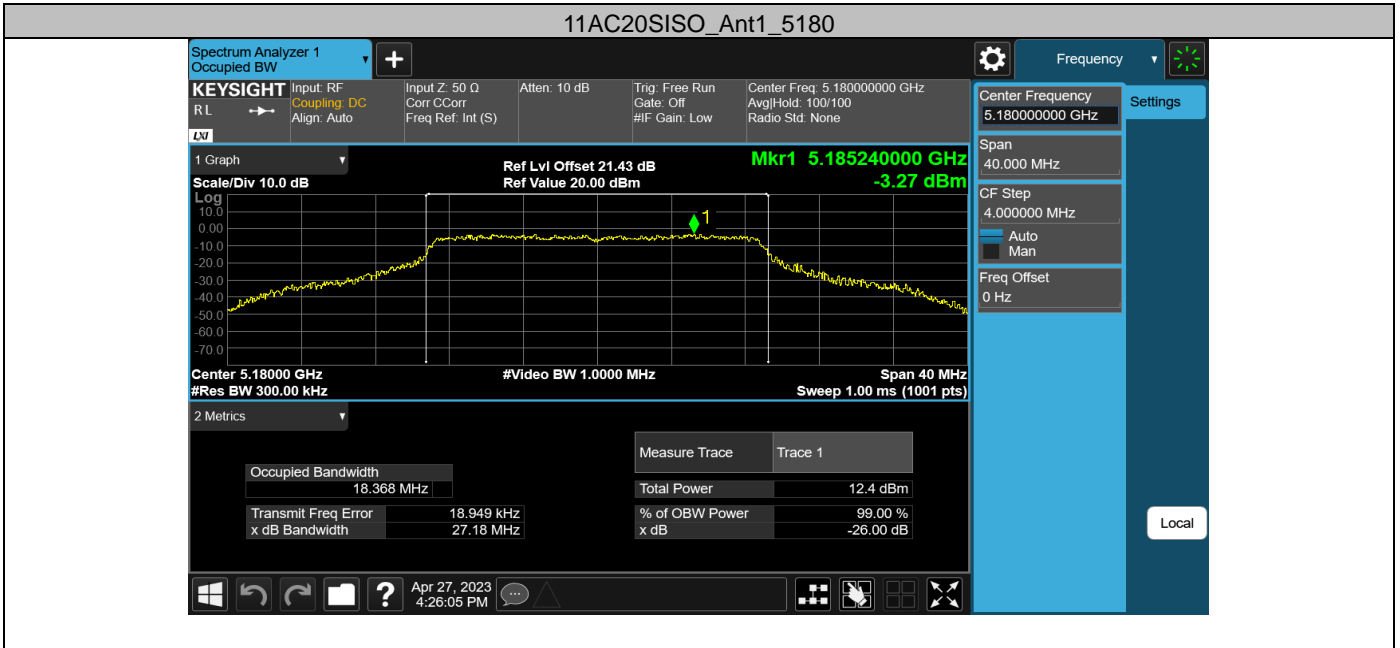 11AC20SISO_Ant1_5180
Spectrum Analyzer 1
Occupied BW
Frequency
KEYSIGHT
R L
LXI
Input: RF
Coupling: DC
Align: Auto
Input Z: 50 Ω
Corr CCorr
Freq Ref: Int (S)
Atten: 10 dB
Trig: Free Run
Gate: Off
#IF Gain: Low
Center Freq: 5.180000000 GHz
Avg|Hold: 100/100
Radio Std: None
1 Graph
Scale/Div 10.0 dB
Ref Lvl Offset 21.43 dB
Ref Value 20.00 dBm
Mkr1 5.185240000 GHz
-3.27 dBm
Log
10.0
0.00
-10.0
-20.0
-30.0
-40.0
-50.0
-60.0
-70.0
1
Center 5.18000 GHz
#Res BW 300.00 kHz
#Video BW 1.0000 MHz
Span 40 MHz
Sweep 1.00 ms (1001 pts)
2 Metrics
Occupied Bandwidth
18.368 MHz
Transmit Freq Error 18.949 kHz
x dB Bandwidth 27.18 MHz
Measure Trace Trace 1
Total Power 12.4 dBm
% of OBW Power 99.00 %
x dB -26.00 dB
Center Frequency
5.180000000 GHz
Span
40.000 MHz
CF Step
4.000000 MHz
Auto
Man
Freq Offset
0 Hz
Settings
Local
?
Apr 27, 2023
4:26:05 PM